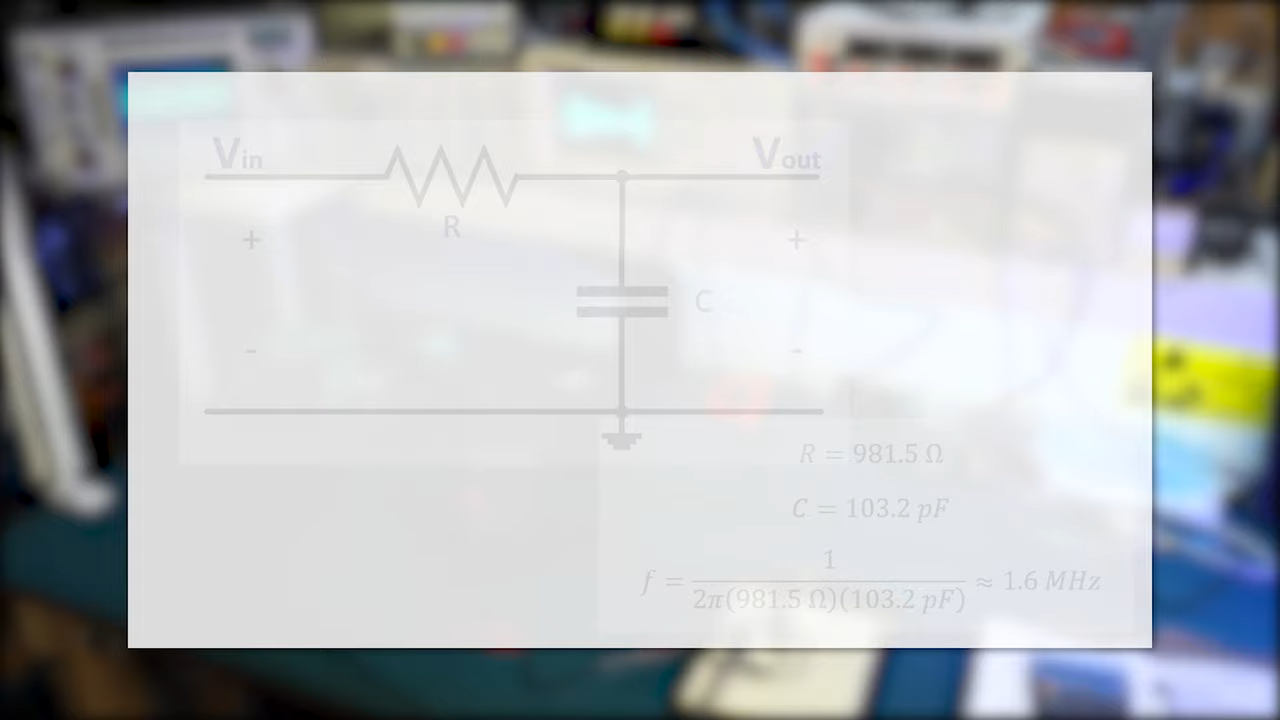 Vin
Vout
R
+
+
C
-
-
R = 981.5 Ω
C = 103.2 pF
f = 1 / 2π(981.5 Ω)(103.2 pF) ≈ 1.6 MHz